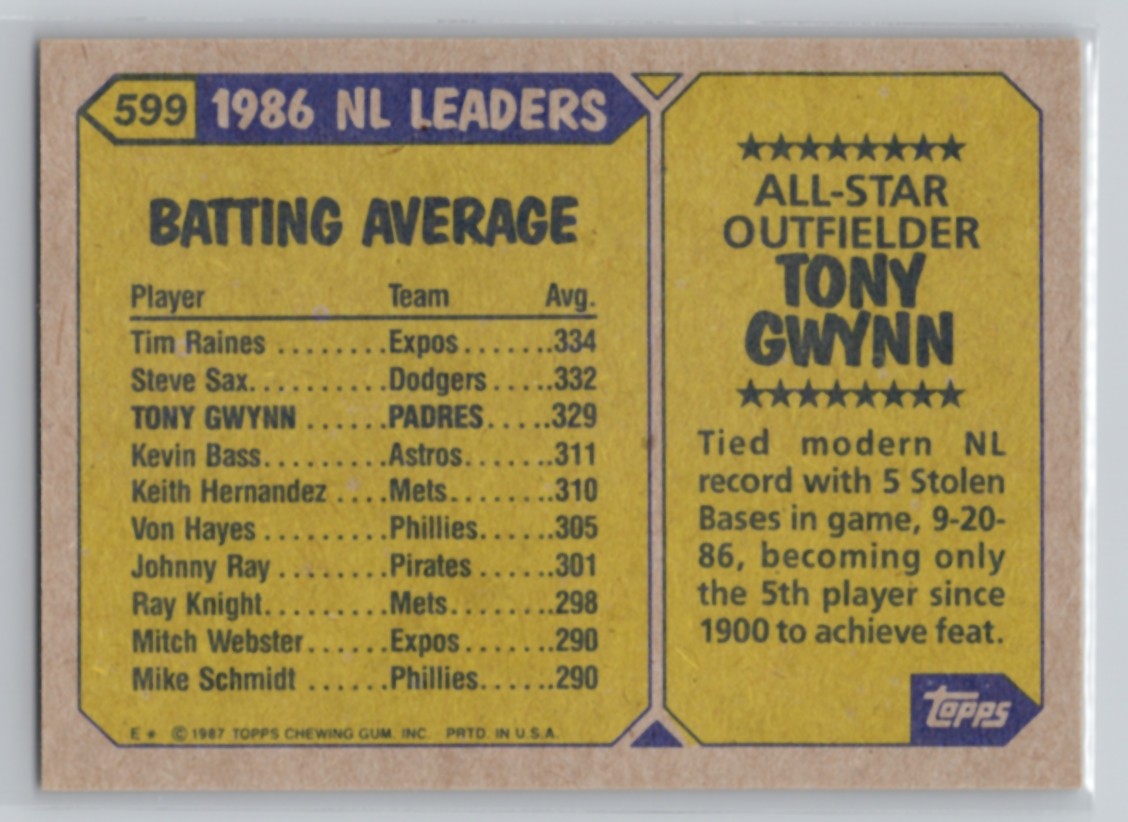 599 1986 NL LEADERS
BATTING AVERAGE
Player Team Avg.
Tim Raines ........Expos.......334
Steve Sax..........Dodgers.....332
TONY GWYNN ......PADRES.....329
Kevin Bass.........Astros.......311
Keith Hernandez ....Mets........310
Von Hayes .........Phillies......305
Johnny Ray ........Pirates......301
Ray Knight.........Mets........298
Mitch Webster......Expos.......290
Mike Schmidt ......Phillies......290
E * © 1987 TOPPS CHEWING GUM, INC. PRTD. IN U.S.A.
★★★★★★★★
ALL-STAR
OUTFIELDER
TONY
GWYNN
★★★★★★★★
Tied modern NL
record with 5 Stolen
Bases in game, 9-20-
86, becoming only
the 5th player since
1900 to achieve feat.
topps